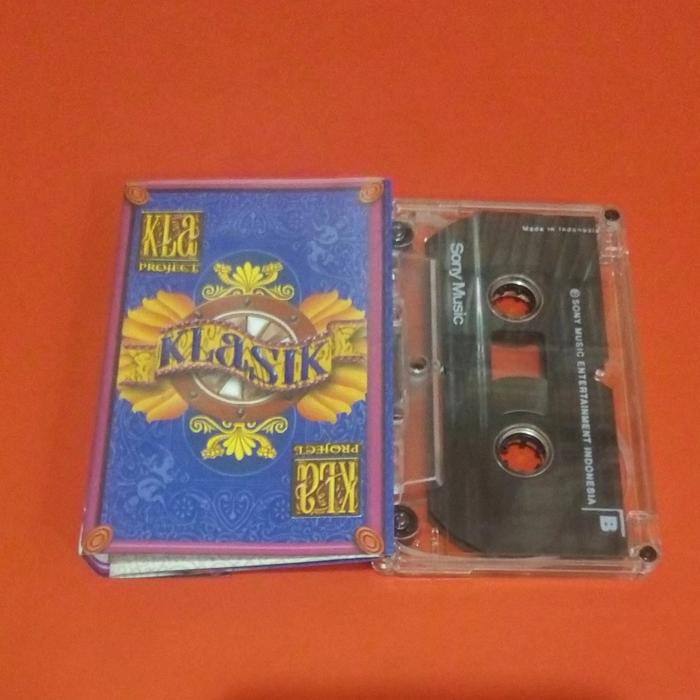 KLa
PROJECT
KLaSIK
PROJECT
KLa
Sony Music
Made in Indonesia
℗ SONY MUSIC ENTERTAINMENT INDONESIA
B